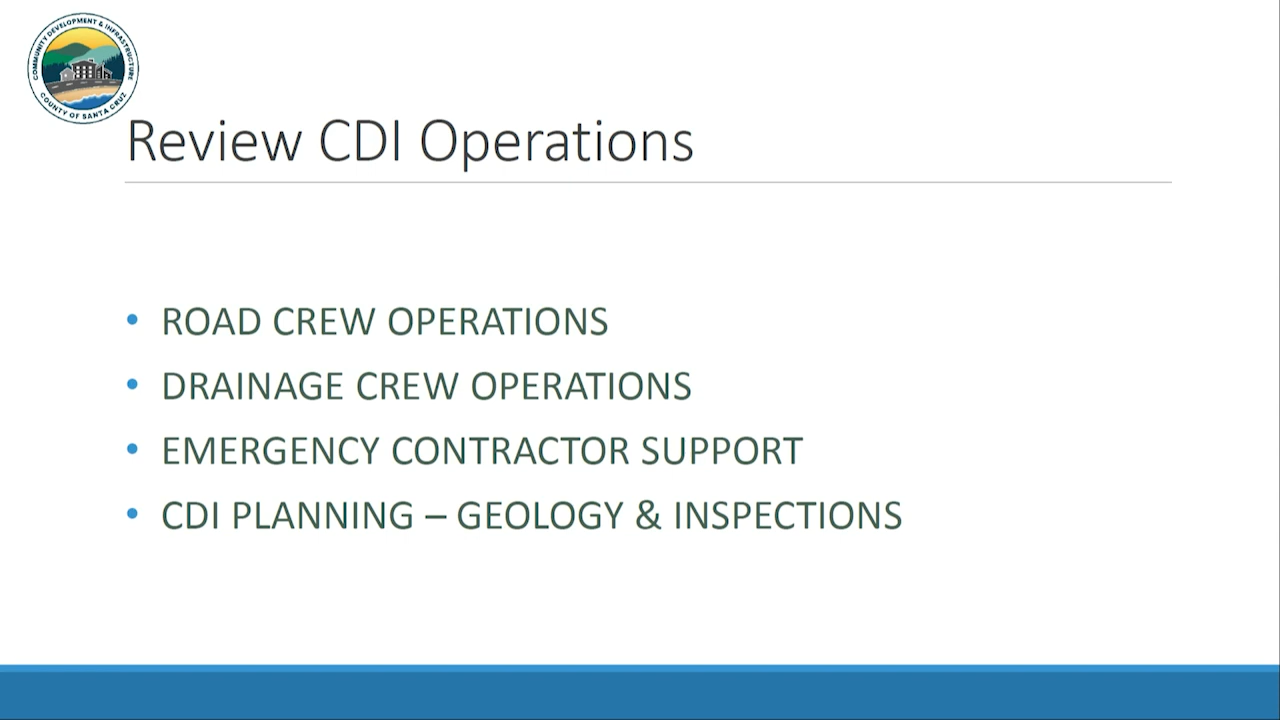 COMMUNITY DEVELOPMENT & INFRASTRUCTURE
COUNTY OF SANTA CRUZ
Review CDI Operations
• ROAD CREW OPERATIONS
• DRAINAGE CREW OPERATIONS
• EMERGENCY CONTRACTOR SUPPORT
• CDI PLANNING – GEOLOGY & INSPECTIONS